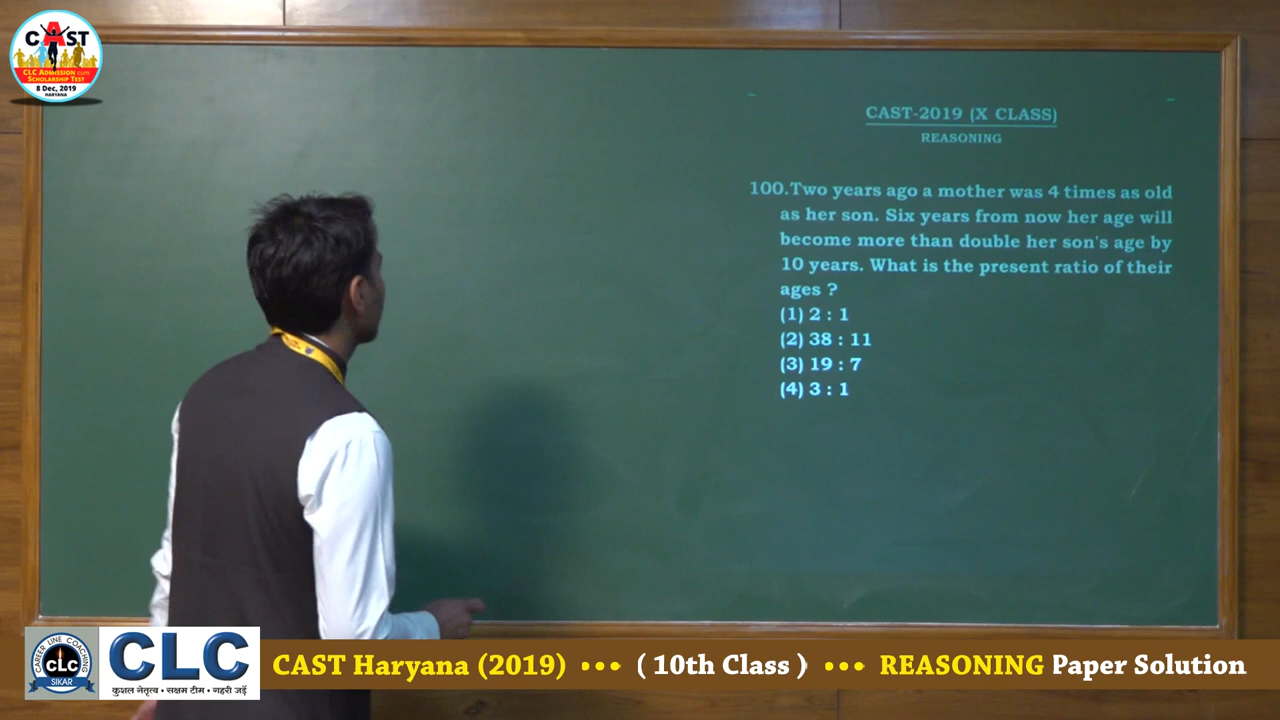 CAST
CLC ADMISSION cum
SCHOLARSHIP TEST
8 Dec, 2019
HARYANA
CAST-2019 (X CLASS)
REASONING
100.Two years ago a mother was 4 times as old
as her son. Six years from now her age will
become more than double her son's age by
10 years. What is the present ratio of their
ages ?
(1) 2 : 1
(2) 38 : 11
(3) 19 : 7
(4) 3 : 1
CAREER LINE COACHING
CLC
SIKAR
CLC
कुशल नेतृत्व • सक्षम टीम • गहरी जड़ें
CAST Haryana (2019) ••• ( 10th Class ) ••• REASONING Paper Solution